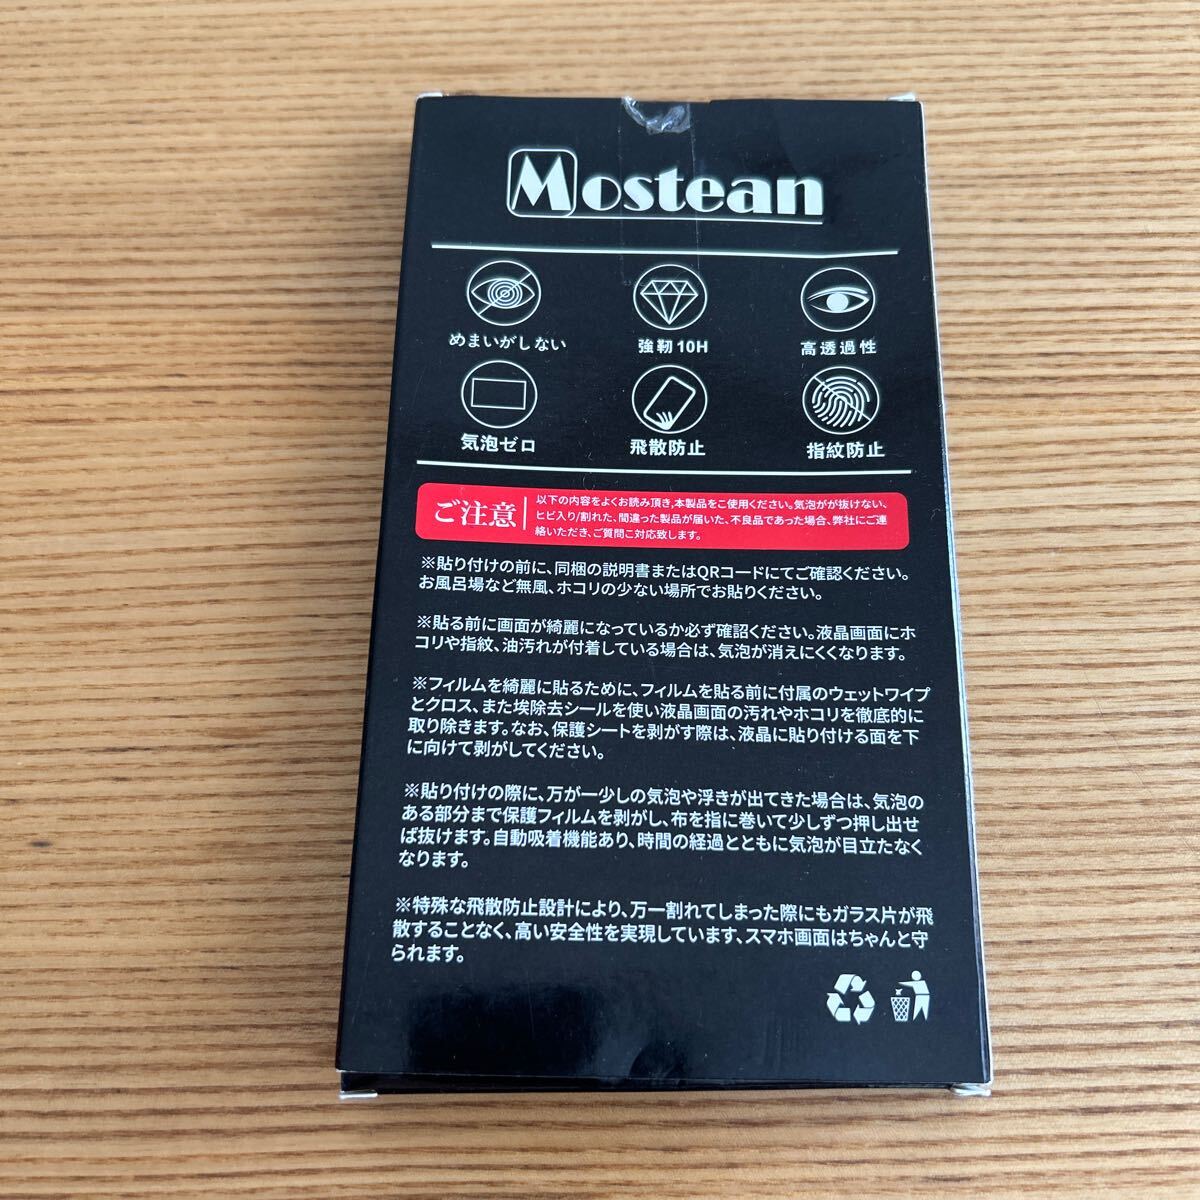 Mostean
めまいがしない
強靭10H
高透過性
気泡ゼロ
飛散防止
指紋防止
ご注意
以下の内容をよくお読み頂き,本製品をこ使用ください。気泡がが抜けない、
ヒビ入り/割れた、間違った製品が届いた、不良品であった場合、弊社にご連
絡いただき、ご質問こ対応致します。
※貼り付けの前に、同梱の説明書またはQRコードにてご確認ください。
お風呂場など無風、ホコリの少ない場所でお貼りください。
※貼る前に画面が綺麗になっているか必ず確認ください。液晶画面にホ
コリや指紋、油汚れが付着している場合は、気泡が消えにくくなります。
※フィルムを綺麗に貼るために、フィルムを貼る前に付属のウェットワイプ
とクロス、また埃除去シールを使い液晶画面の汚れやホコリを徹底的に
取り除きます。なお、保護シートを剥がす際は、液晶に貼り付ける面を下
に向けて剥がしてください。
※貼り付けの際に、万が一少しの気泡や浮きが出てきた場合は、気泡の
ある部分まで保護フィルムを剥がし、布を指に巻いて少しずつ押し出せ
ば抜けます。自動吸着機能あり、時間の経過とともに気泡が目立たなく
なります。
※特殊な飛散防止設計により、万一割れてしまった際にもガラス片が飛
散することなく、高い安全性を実現しています、スマホ画面はちゃんと守
られます。